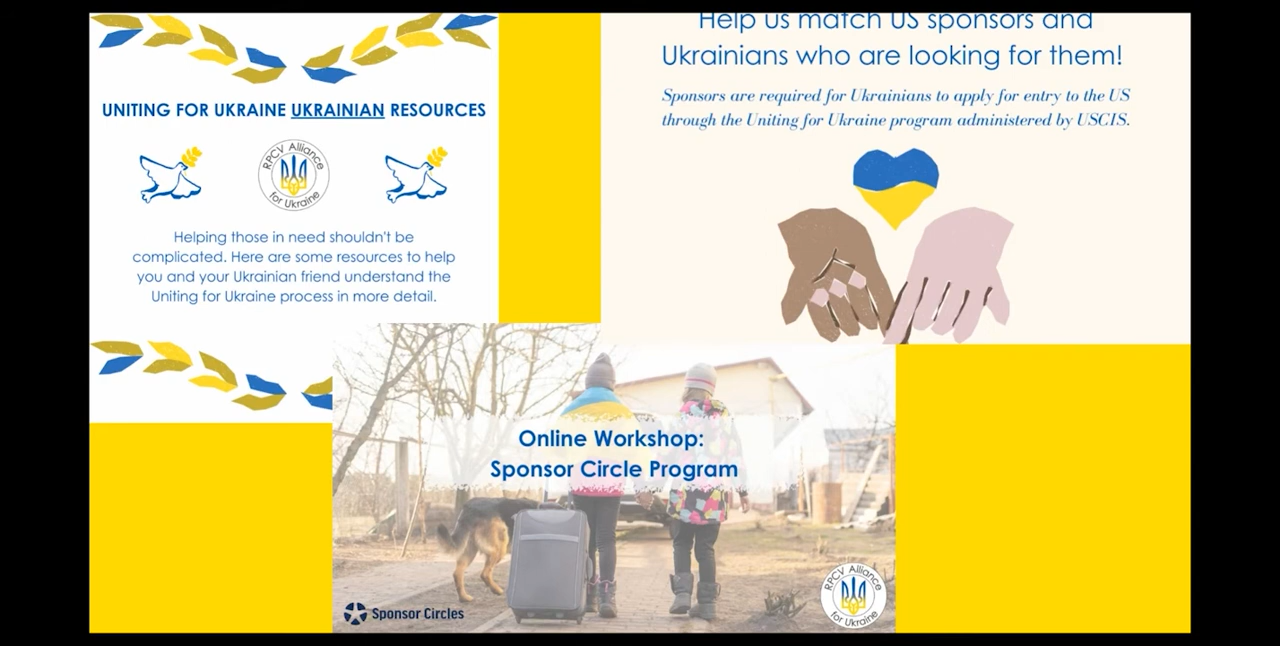 UNITING FOR UKRAINE UKRAINIAN RESOURCES
RPCV Alliance
for Ukraine
Helping those in need shouldn't be
complicated. Here are some resources to help
you and your Ukrainian friend understand the
Uniting for Ukraine process in more detail.
Help us match US sponsors and
Ukrainians who are looking for them!
Sponsors are required for Ukrainians to apply for entry to the US
through the Uniting for Ukraine program administered by USCIS.
Online Workshop:
Sponsor Circle Program
Sponsor Circles
RPCV Alliance
for Ukraine